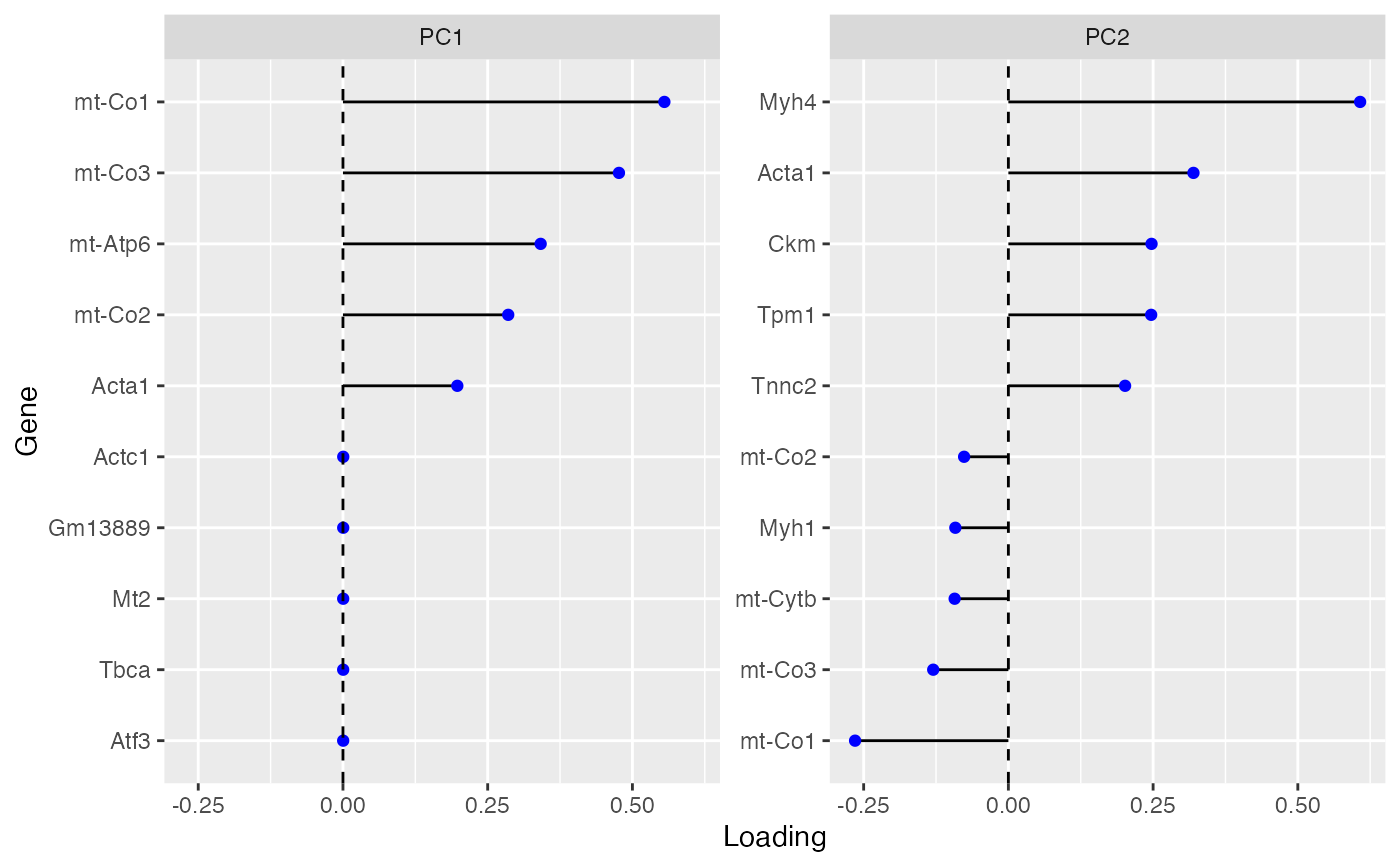 PC1
PC2
mt-Co1
mt-Co3
mt-Atp6
mt-Co2
Acta1
Actc1
Gm13889
Mt2
Tbca
Atf3
Myh4
Acta1
Ckm
Tpm1
Tnnc2
mt-Co2
Myh1
mt-Cytb
mt-Co3
mt-Co1
-0.25 0.00 0.25 0.50
-0.25 0.00 0.25 0.50
Loading
Gene